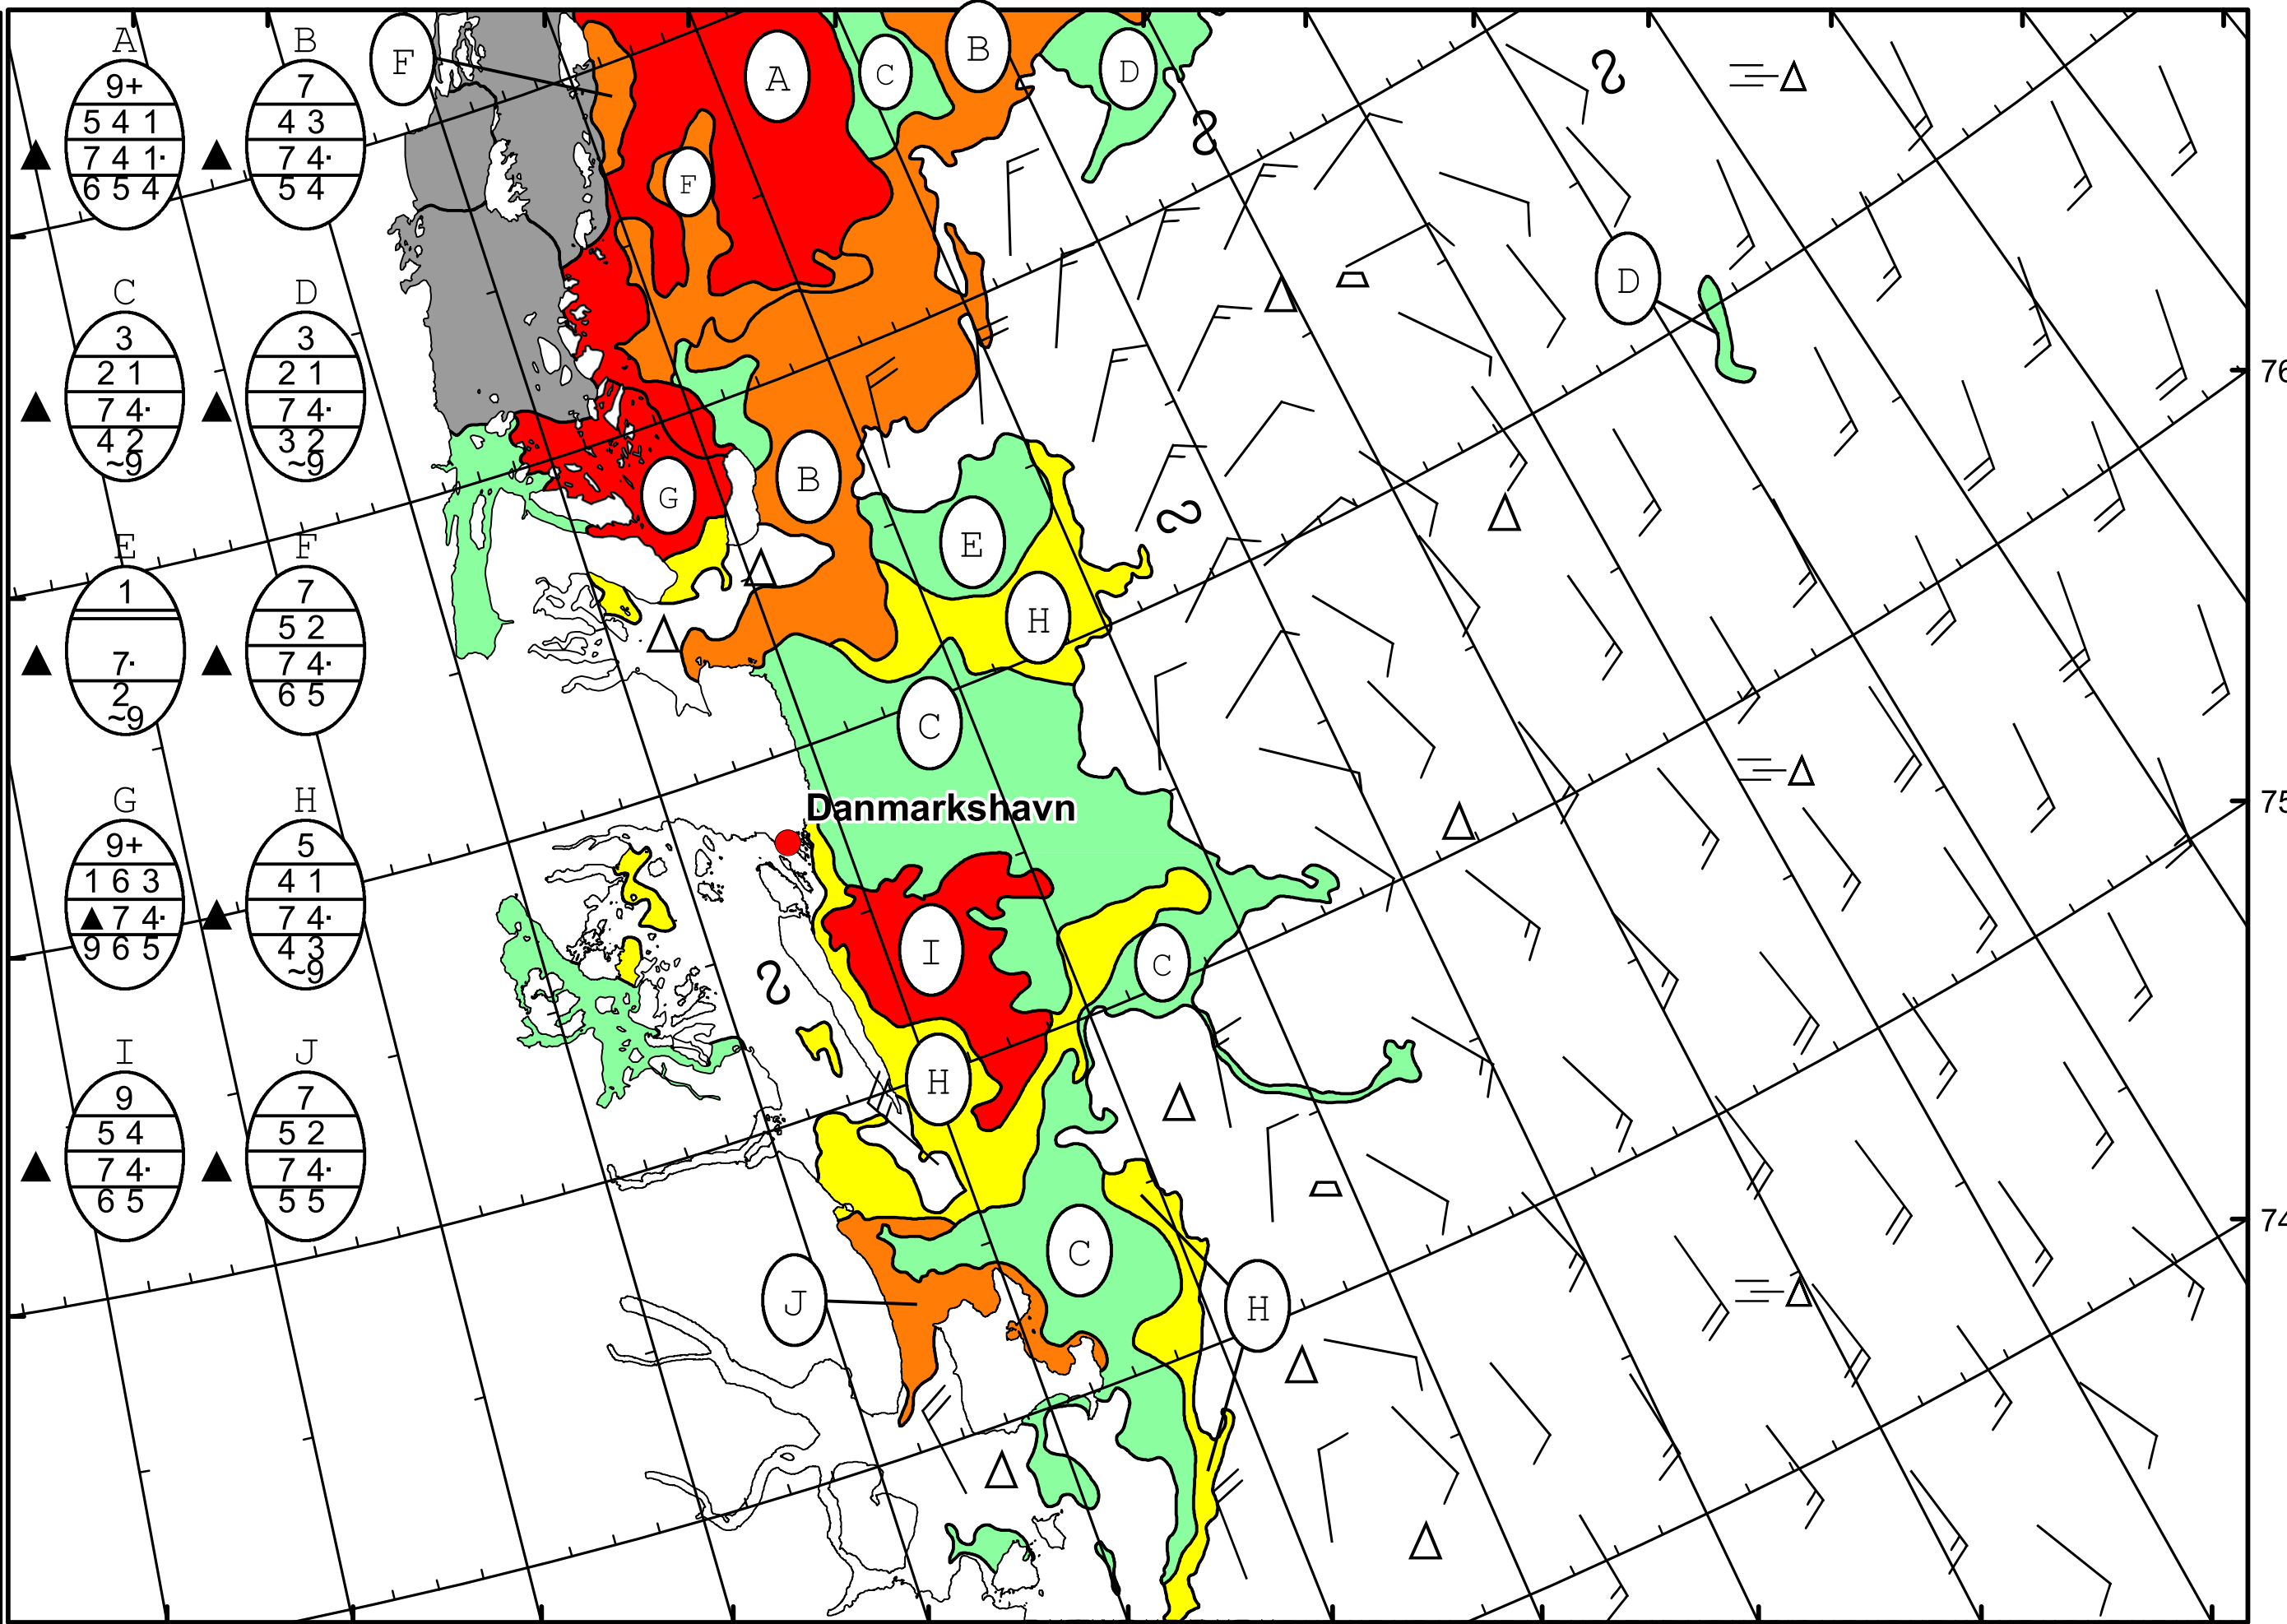 A B
9+ 7
5 4 1 4 3
7 4 1· 7 4·
6 5 4 5 4
C D
3 3
2 1 2 1
7 4· 7 4·
4 2 3 2
~9 ~9
E F
1 7
5 2
7· 7 4·
2 6 5
~9
G H
9+ 5
1 6 3 4 1
▲ 7 4· 7 4·
9 6 5 4 3
~9
I J
9 7
5 4 5 2
7 4· 7 4·
6 5 5 5
F
A
C
B
D
F
D
B
G
E
H
C
Danmarkshavn
I
C
H
C
J
H
76
75
74